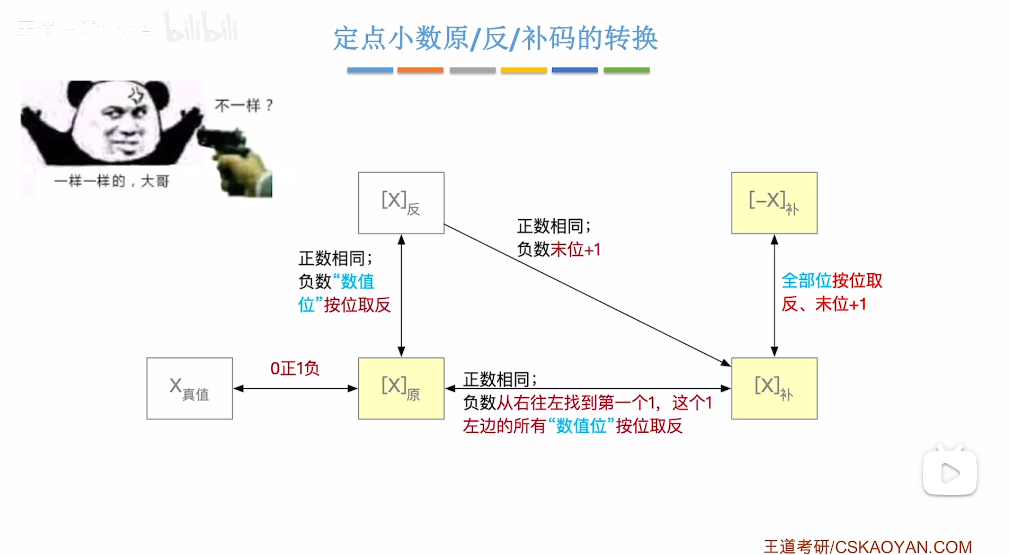 bilibili
定点小数原/反/补码的转换
不一样？
一样一样的，大哥
[X]反
[-X]补
正数相同；
负数末位+1
正数相同；
负数“数值
位”按位取反
全部位按位取
反、末位+1
X真值
0正1负
[X]原
正数相同；
负数从右往左找到第一个1，这个1
左边的所有“数值位”按位取反
[X]补
王道考研/CSKAOYAN.COM